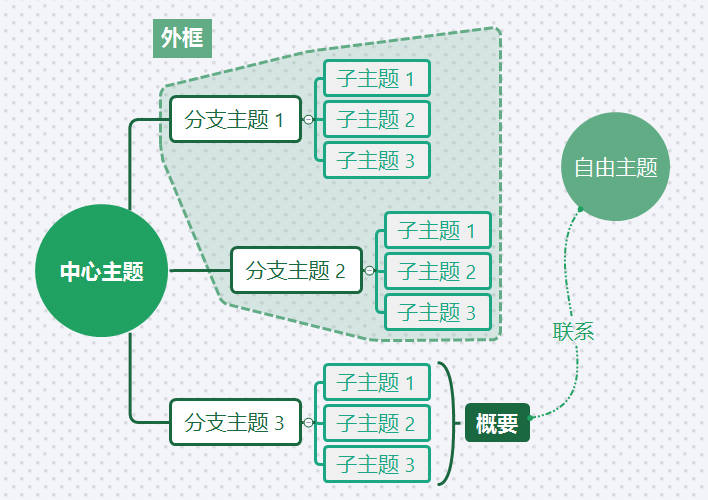 外框
分支主题 1
子主题 1
子主题 2
子主题 3
自由主题
中心主题
分支主题 2
子主题 1
子主题 2
子主题 3
联系
分支主题 3
子主题 1
子主题 2
子主题 3
概要